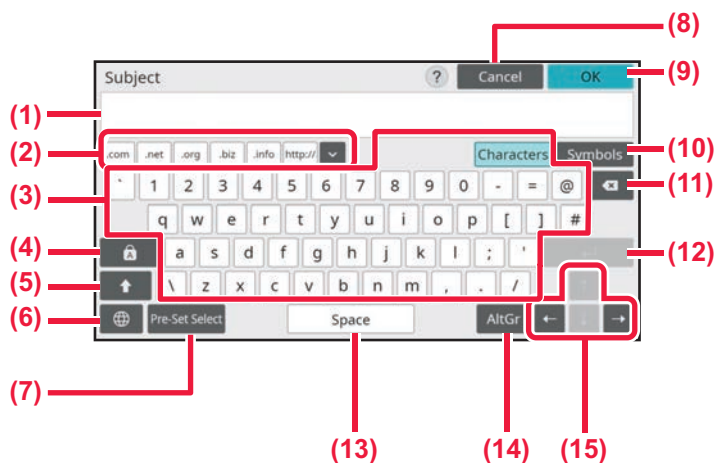 (8)
Subject ? Cancel OK (9)
(1)
(2) .com .net .org .biz .info http:// Characters Symbols (10)
(3) ` 1 2 3 4 5 6 7 8 9 0 - = @ (11)
q w e r t y u i o p [ ] #
(4) A a s d f g h j k l ; ' (12)
(5) \ z x c v b n m , . /
(6) Pre-Set Select Space AltGr ← ↓ →
(7)
(13) (14) (15)